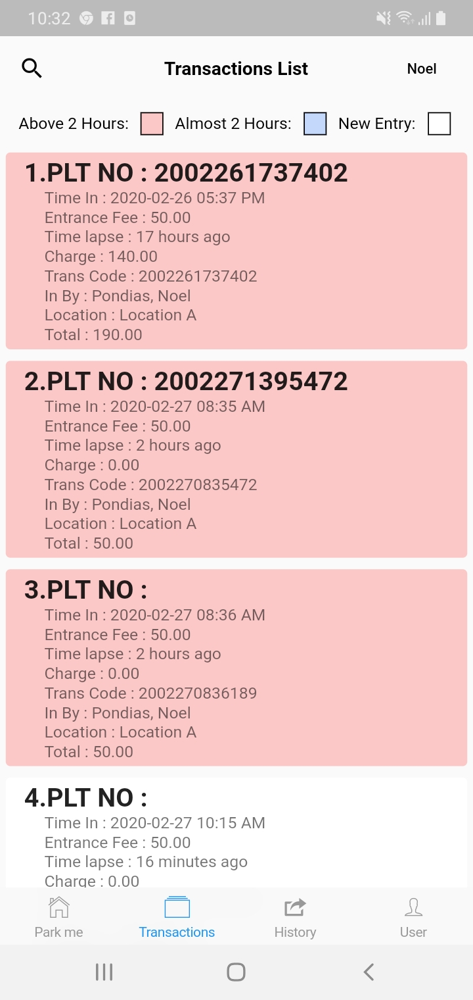 10:32
Transactions List
Noel
Above 2 Hours: Almost 2 Hours: New Entry:
1.PLT NO : 2002261737402
Time In : 2020-02-26 05:37 PM
Entrance Fee : 50.00
Time lapse : 17 hours ago
Charge : 140.00
Trans Code : 2002261737402
In By : Pondias, Noel
Location : Location A
Total : 190.00
2.PLT NO : 2002271395472
Time In : 2020-02-27 08:35 AM
Entrance Fee : 50.00
Time lapse : 2 hours ago
Charge : 0.00
Trans Code : 2002270835472
In By : Pondias, Noel
Location : Location A
Total : 50.00
3.PLT NO :
Time In : 2020-02-27 08:36 AM
Entrance Fee : 50.00
Time lapse : 2 hours ago
Charge : 0.00
Trans Code : 2002270836189
In By : Pondias, Noel
Location : Location A
Total : 50.00
4.PLT NO :
Time In : 2020-02-27 10:15 AM
Entrance Fee : 50.00
Time lapse : 16 minutes ago
Charge : 0.00
Park me
Transactions
History
User